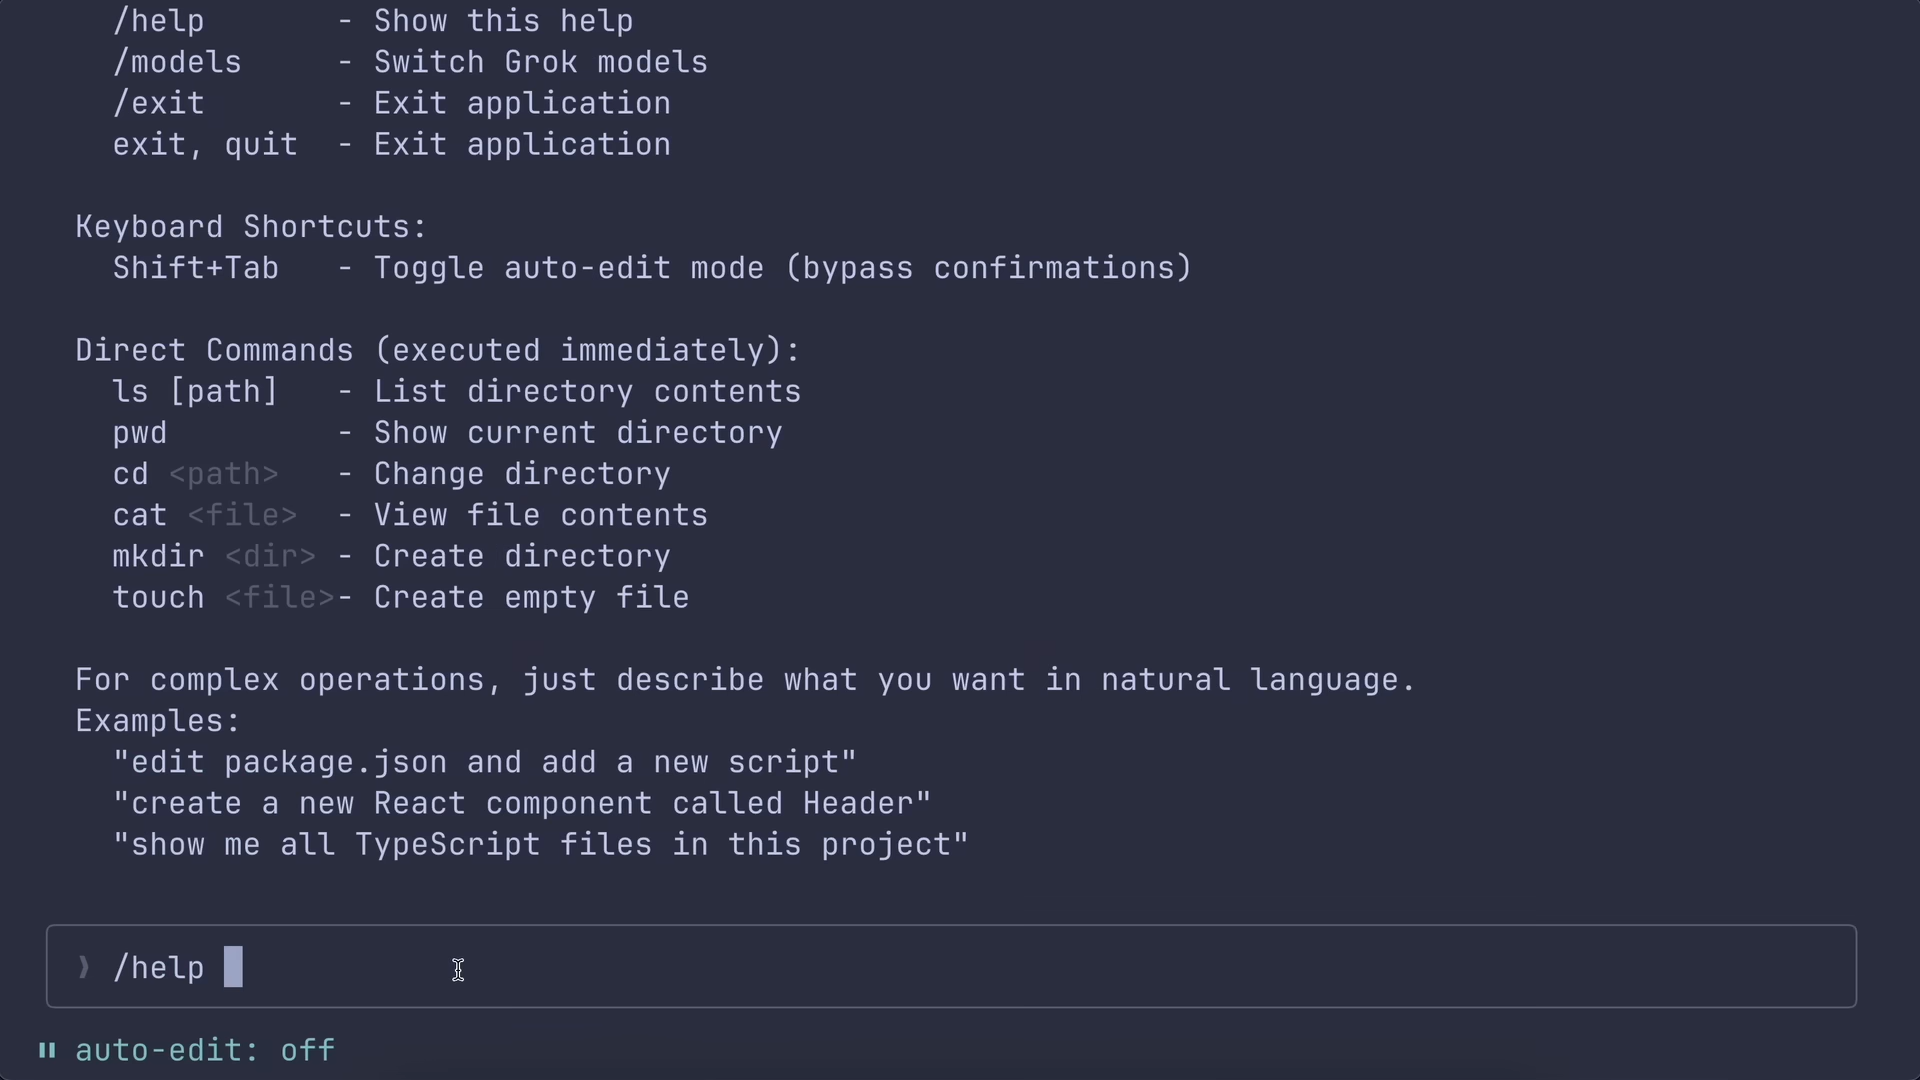 /help       - Show this help
/models     - Switch Grok models
/exit       - Exit application
exit, quit  - Exit application
Keyboard Shortcuts:
Shift+Tab   - Toggle auto-edit mode (bypass confirmations)
Direct Commands (executed immediately):
ls [path]   - List directory contents
pwd         - Show current directory
cd <path>   - Change directory
cat <file>  - View file contents
mkdir <dir> - Create directory
touch <file>- Create empty file
For complex operations, just describe what you want in natural language.
Examples:
"edit package.json and add a new script"
"create a new React component called Header"
"show me all TypeScript files in this project"
❯ /help
⏸ auto-edit: off